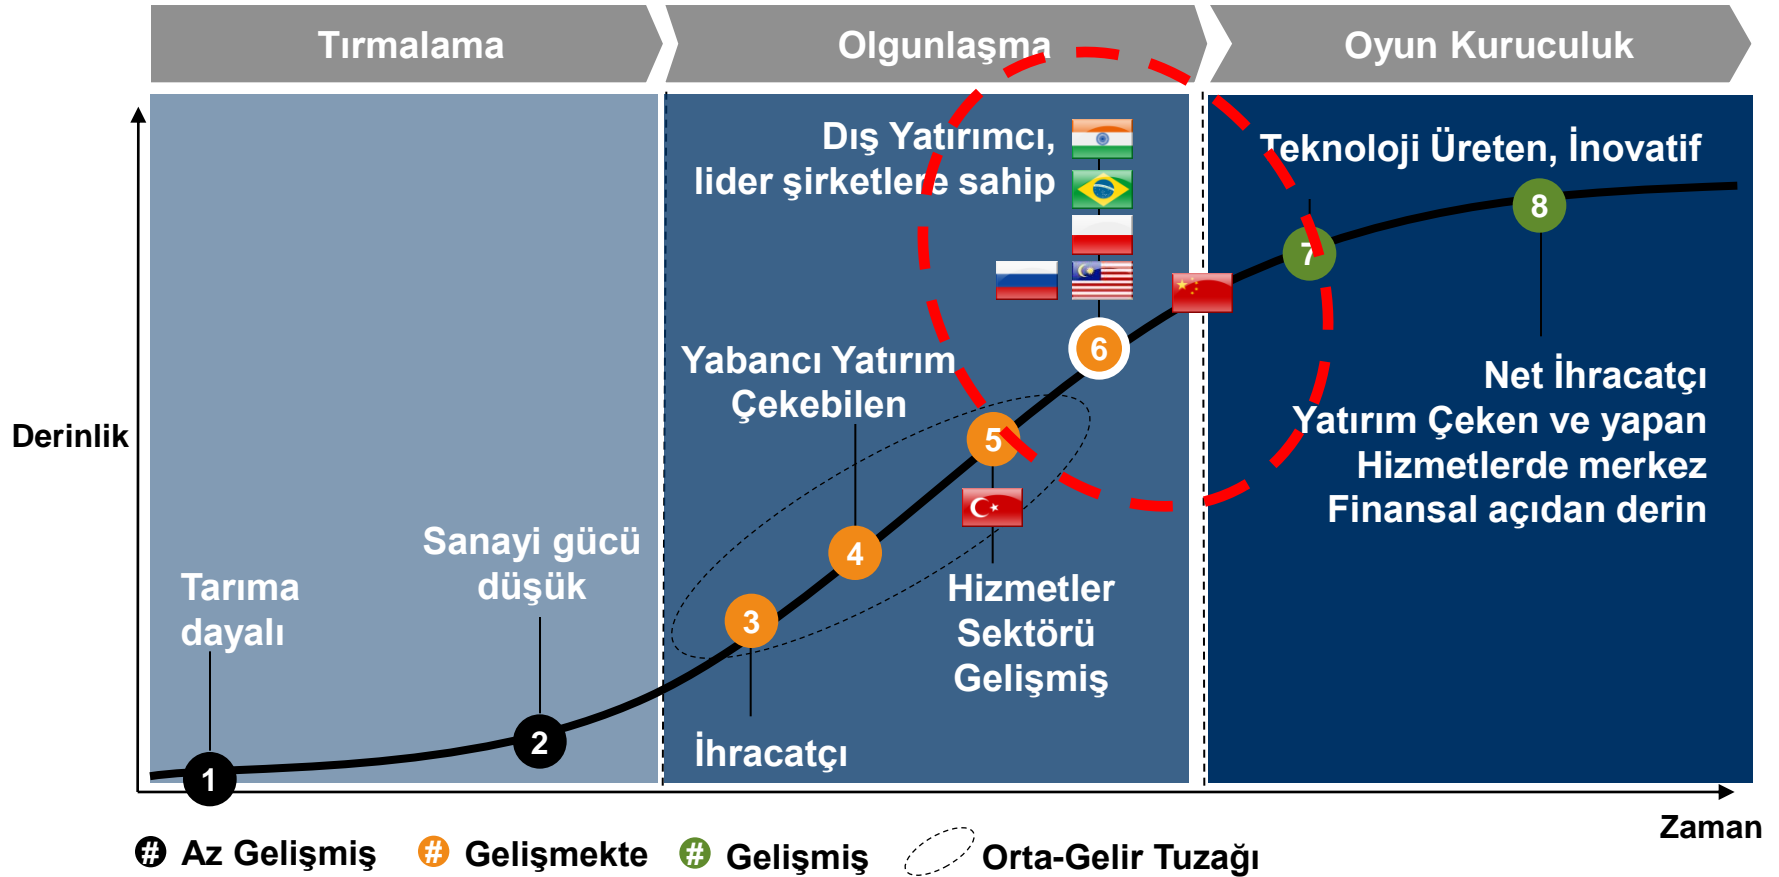 Tırmalama
Olgunlaşma
Oyun Kuruculuk
Dış Yatırımcı,
lider şirketlere sahip
Teknoloji Üreten, İnovatif
8
7
6
Yabancı Yatırım
Çekebilen
Net İhracatçı
Yatırım Çeken ve yapan
Hizmetlerde merkez
Finansal açıdan derin
Derinlik
5
4
Sanayi gücü
düşük
Tarıma
dayalı
Hizmetler
Sektörü
Gelişmiş
3
2
İhracatçı
1
Zaman
# Az Gelişmiş
# Gelişmekte
# Gelişmiş
Orta-Gelir Tuzağı